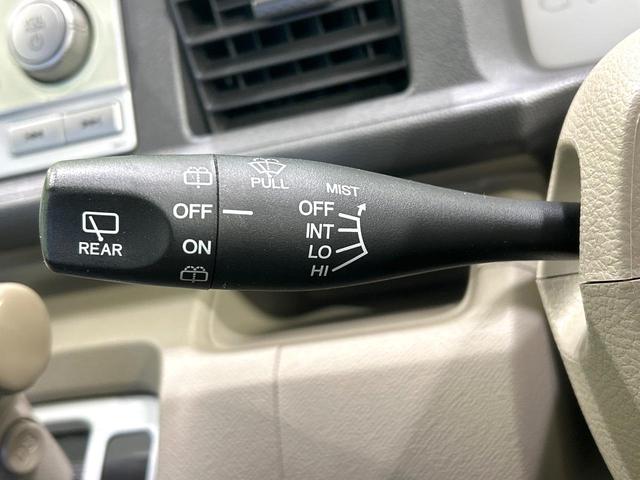 REAR
OFF
ON
PULL
MIST
OFF
INT
LO
HI